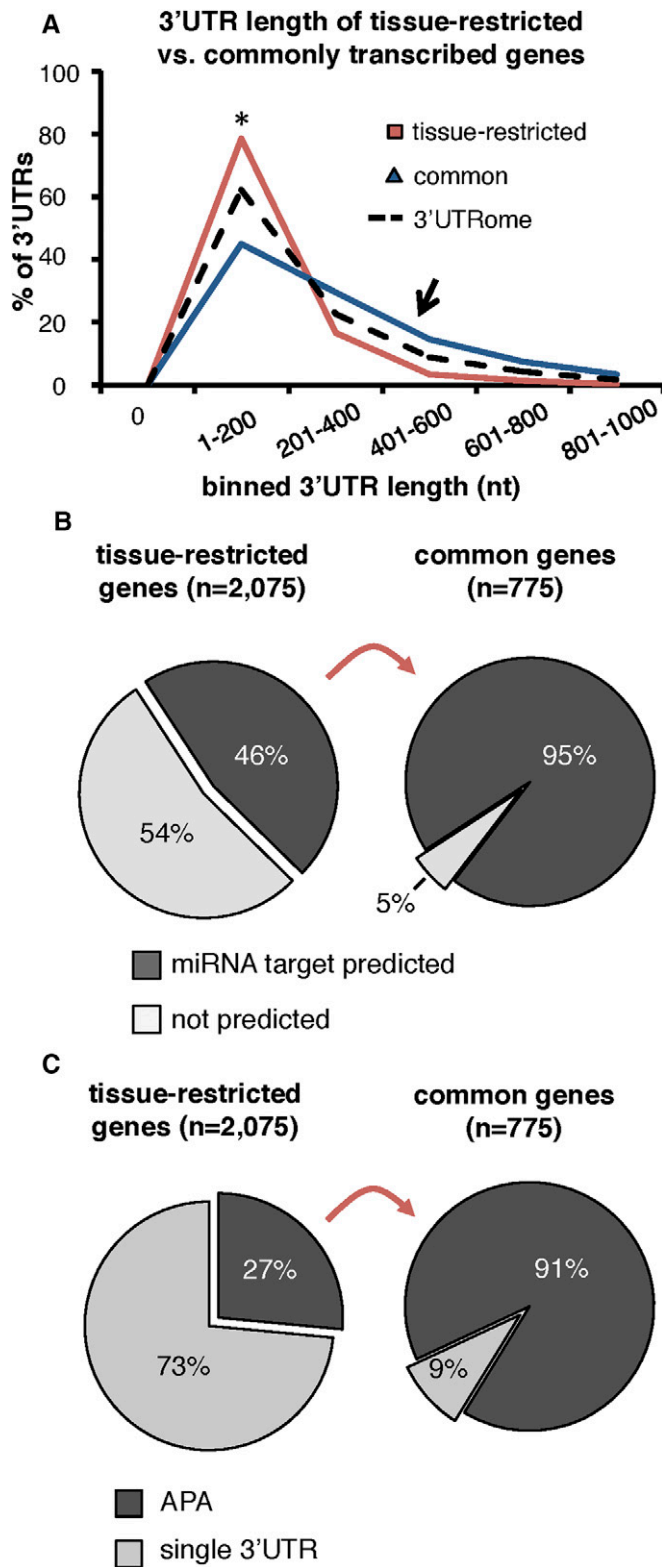 A
3'UTR length of tissue-restricted
vs. commonly transcribed genes
100
80
60
40
20
0
% of 3'UTRs
*
tissue-restricted
common
3'UTRome
0
1-200
201-400
401-600
601-800
801-1000
binned 3'UTR length (nt)
B
tissue-restricted
genes (n=2,075)
common genes
(n=775)
46%
54%
95%
5%
miRNA target predicted
not predicted
C
tissue-restricted
genes (n=2,075)
common genes
(n=775)
27%
73%
91%
9%
APA
single 3'UTR